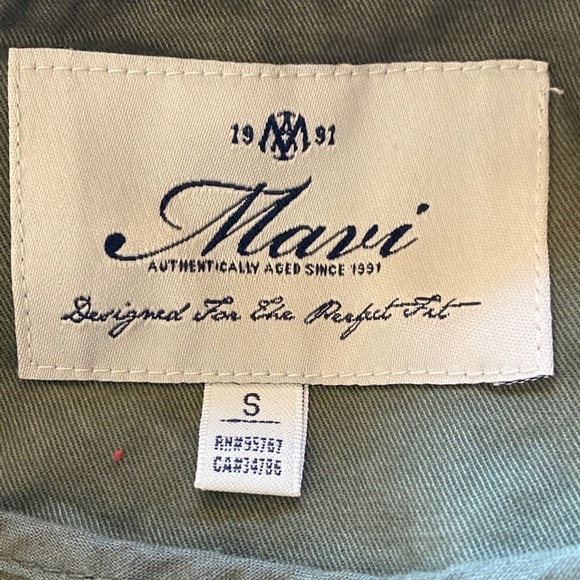 19 M 91
Mavi
AUTHENTICALLY AGED SINCE 1991
Designed For The Perfect Fit
S
RN#95767
CA#34786